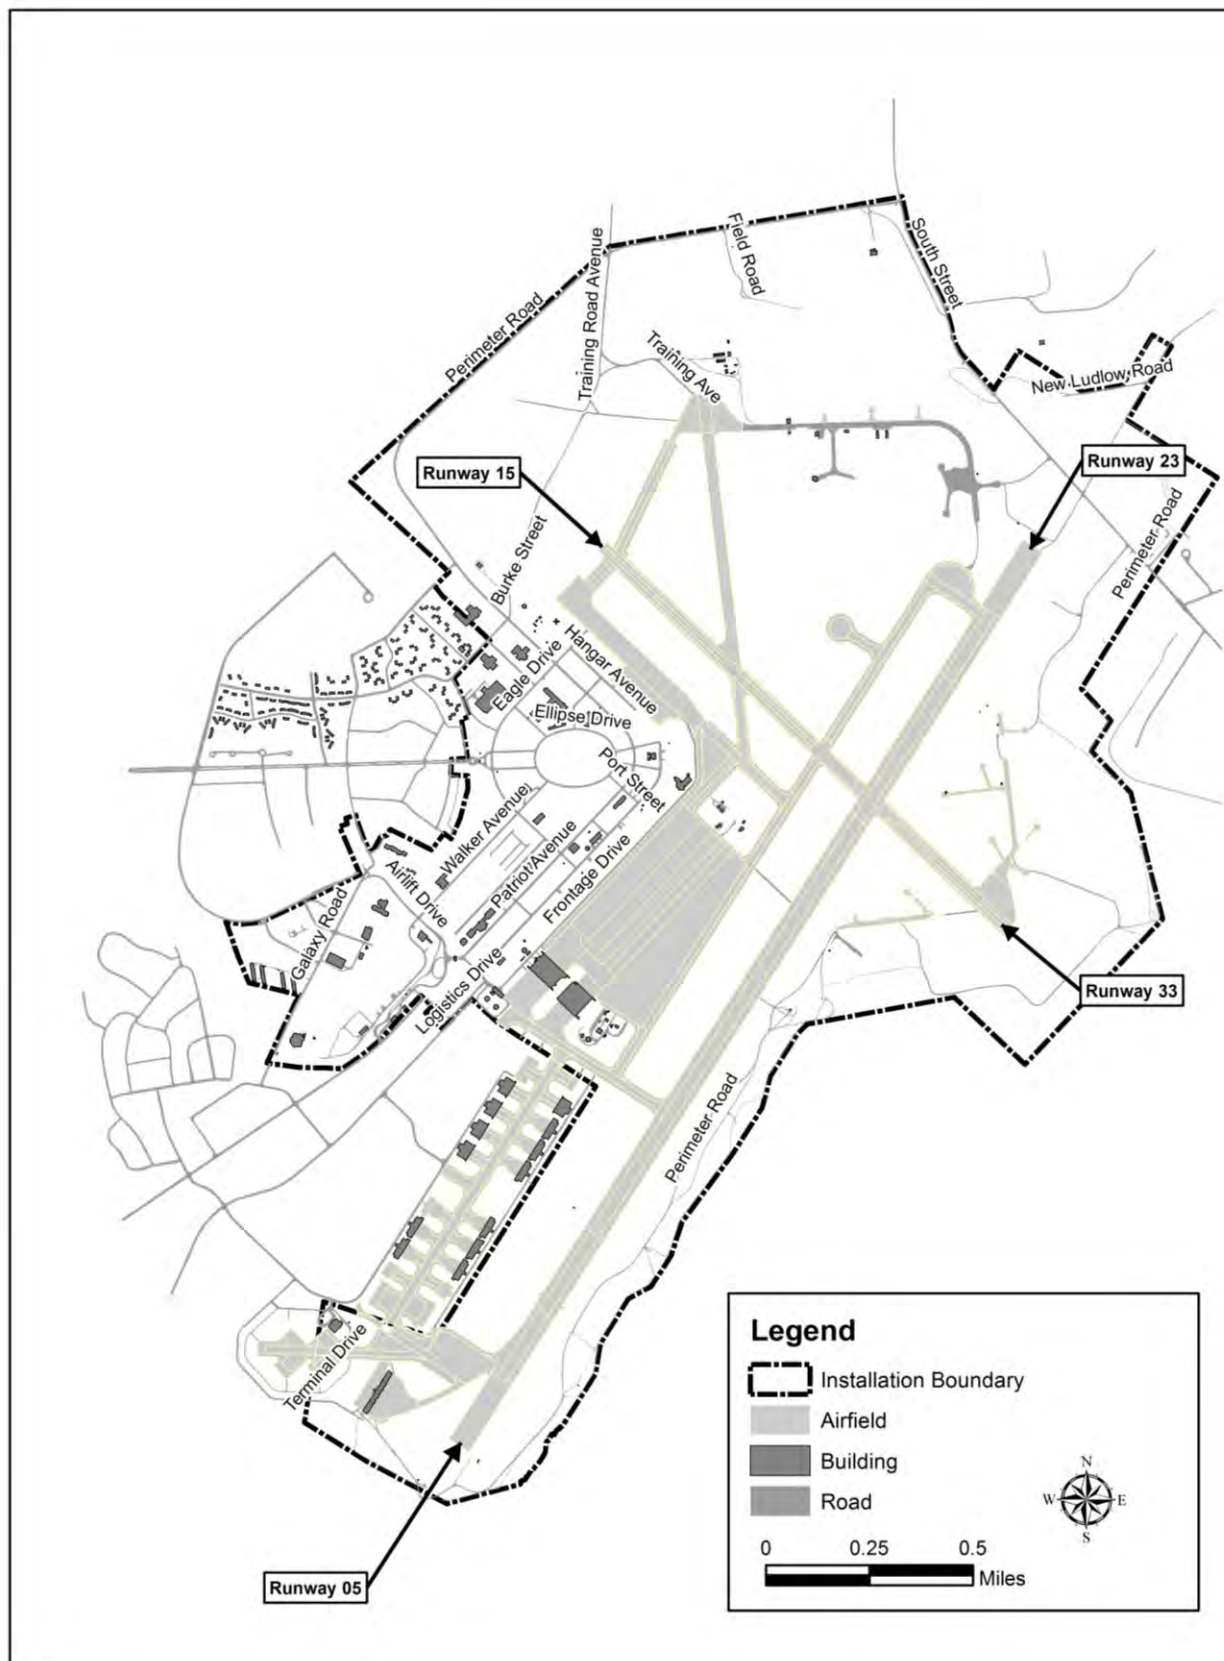 Field Road
South Street
Training Road Avenue
Perimeter Road
Training Ave
New Ludlow Road
Runway 15
Runway 23
Perimeter Road
Burke Street
Hangar Avenue
Eagle Drive
Ellipse Drive
Port Street
Walker Avenue
Patriot Avenue
Frontage Drive
Airlift Drive
Galaxy Road
Logistics Drive
Runway 33
Perimeter Road
Terminal Drive
Runway 05
Legend
Installation Boundary
Airfield
Building
Road
N
W E
S
0 0.25 0.5
Miles